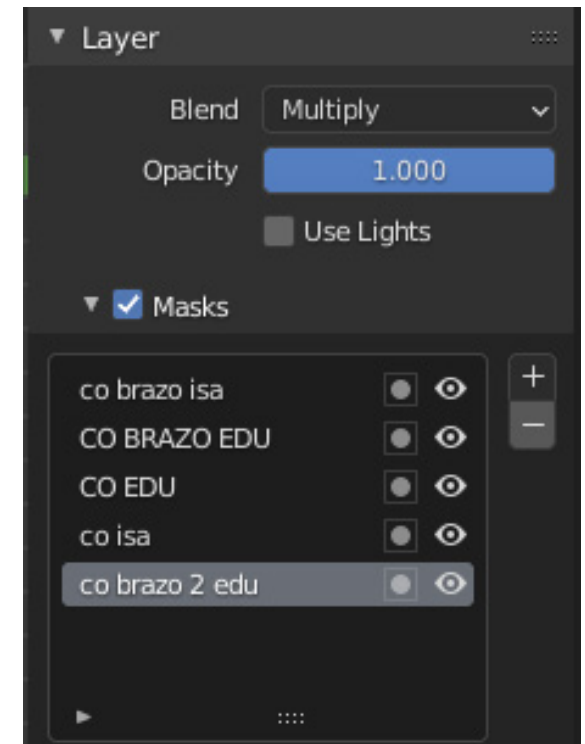 Layer
Blend Multiply
Opacity 1.000
Use Lights
Masks
co brazo isa
CO BRAZO EDU
CO EDU
co isa
co brazo 2 edu